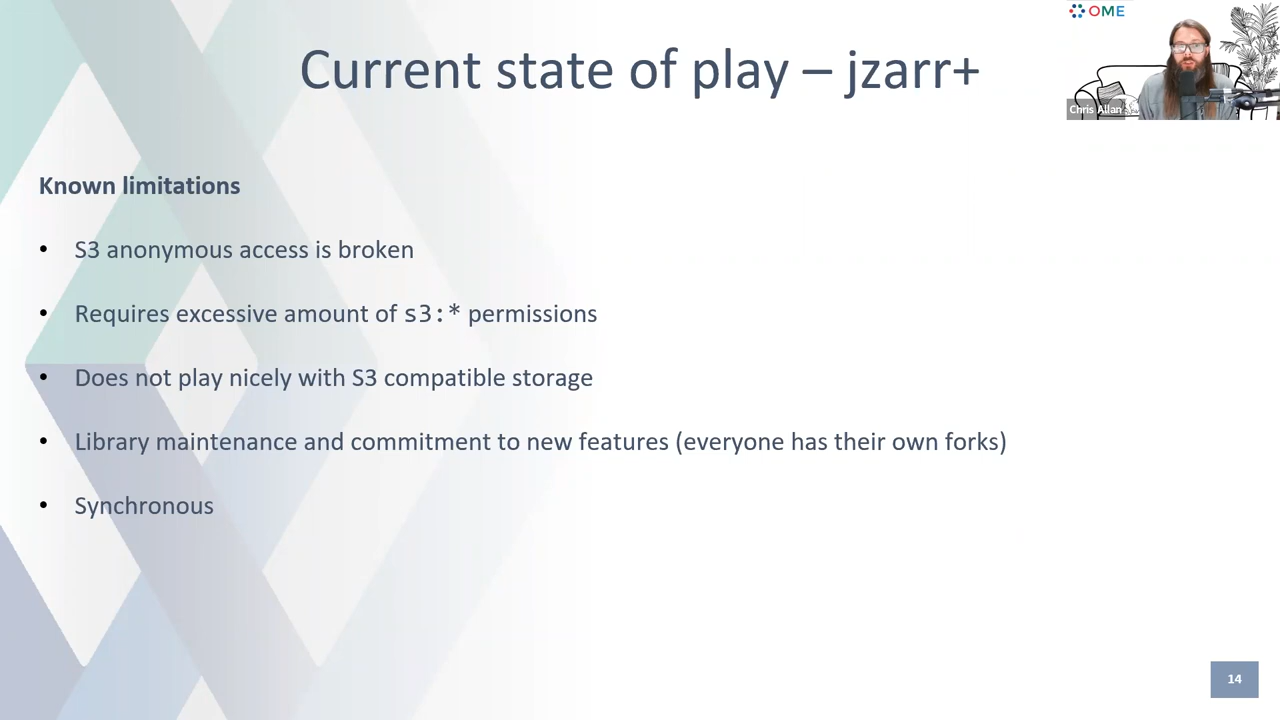 OME
Current state of play – jzarr+
Chris Allan
Known limitations
• S3 anonymous access is broken
• Requires excessive amount of s3:* permissions
• Does not play nicely with S3 compatible storage
• Library maintenance and commitment to new features (everyone has their own forks)
• Synchronous
14